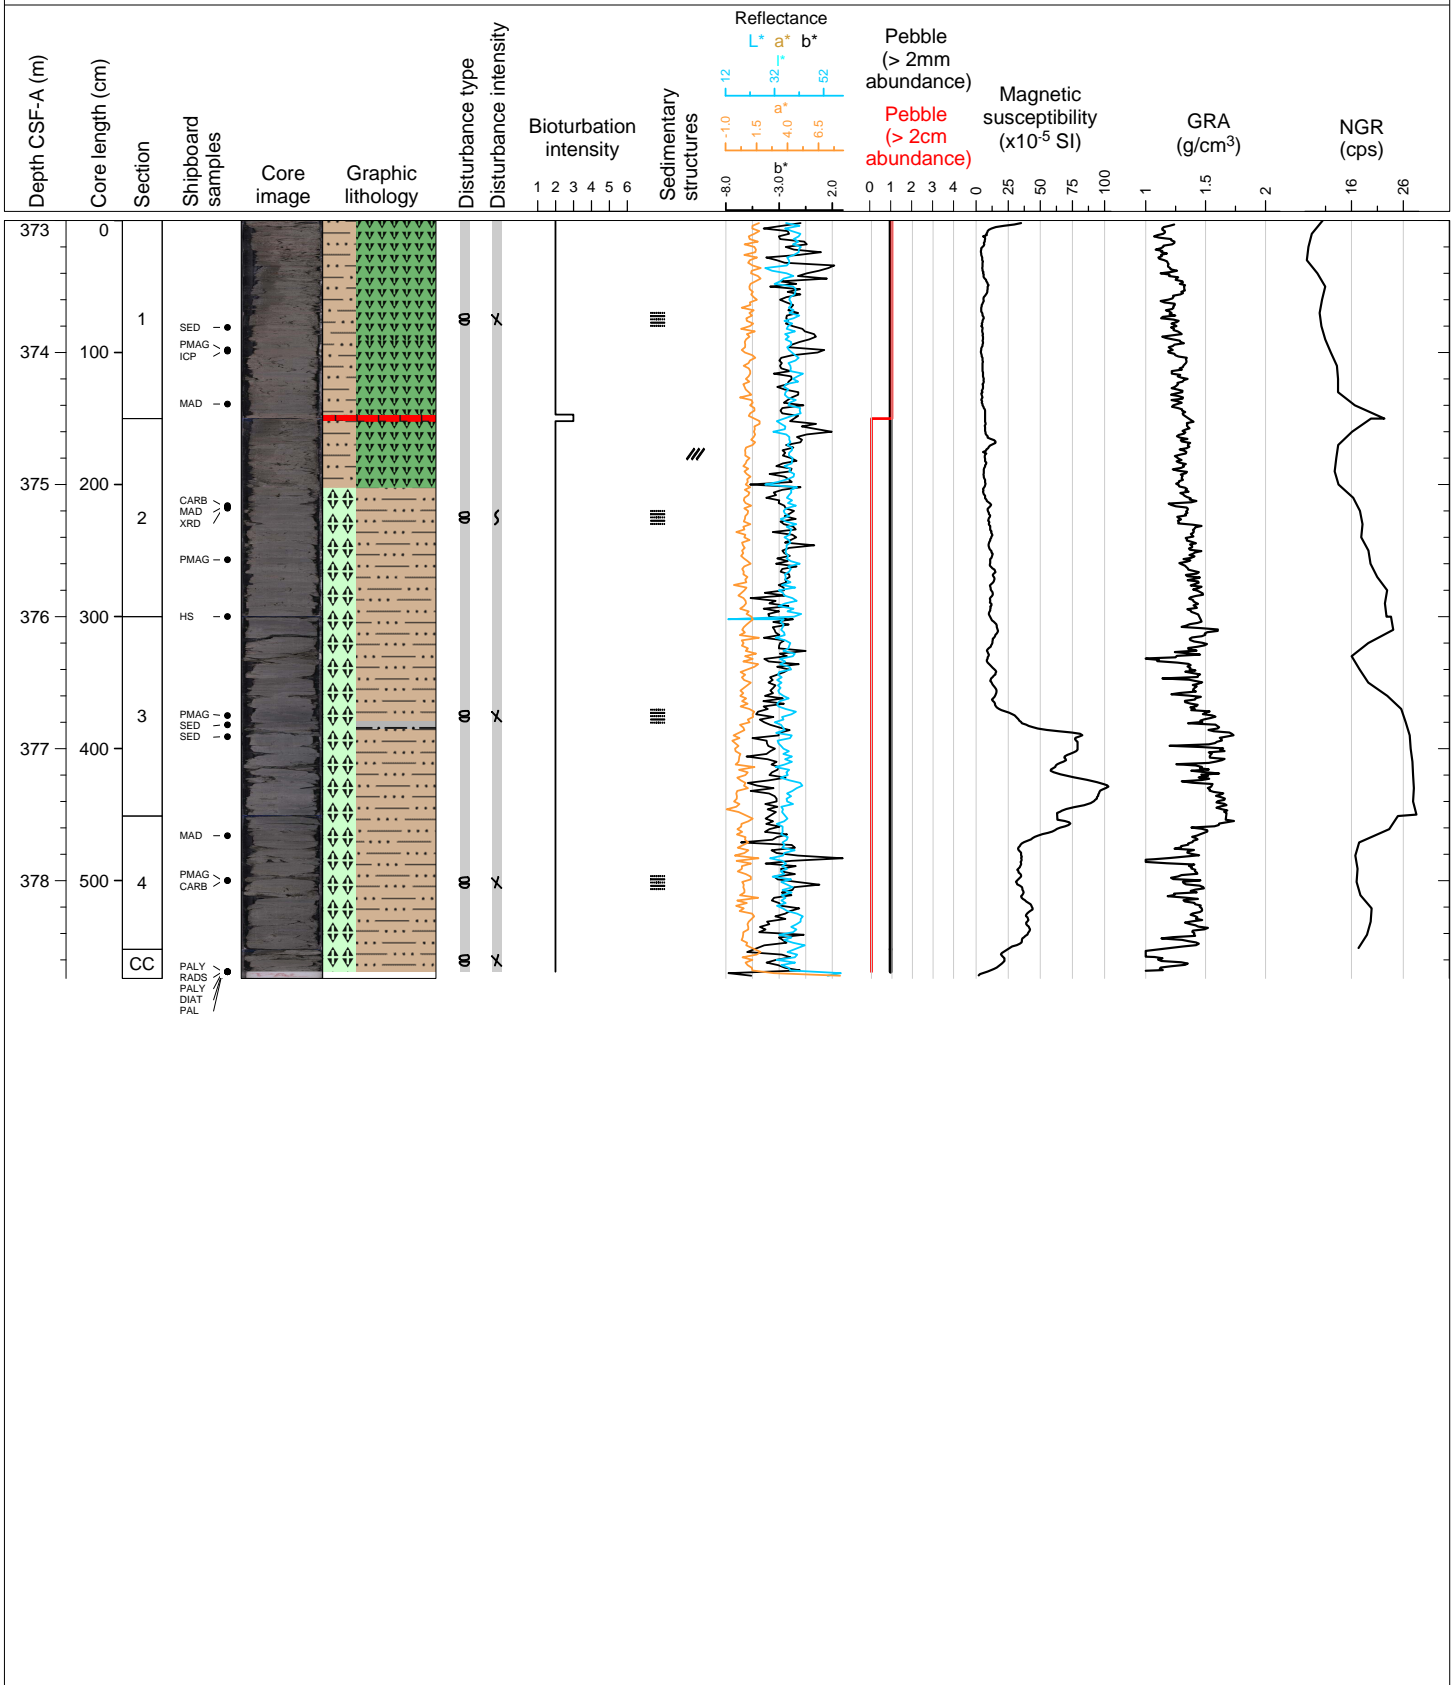 Depth CSF-A (m)
Core length (cm)
Section
Shipboard
samples
Core
image
Graphic
lithology
Disturbance type
Disturbance intensity
Bioturbation
intensity
1 2 3 4 5 6
Sedimentary
structures
Reflectance
L* a* b*
L*
12 32 52
a*
-1.0 1.5 4.0 6.5
b*
-8.0 -3.0 2.0
Pebble
(> 2mm
abundance)
Pebble
(> 2cm
abundance)
0 1 2 3 4
Magnetic
susceptibility
(x10-5 SI)
0 25 50 75 100
GRA
(g/cm3)
1 1.5 2
NGR
(cps)
16 26
373
374
375
376
377
378
0
100
200
300
400
500
1
2
3
4
CC
SED
PMAG
ICP
MAD
CARB
MAD
XRD
PMAG
HS
PMAG
SED
SED
MAD
PMAG
CARB
PALY
RADS
PALY
DIAT
PAL